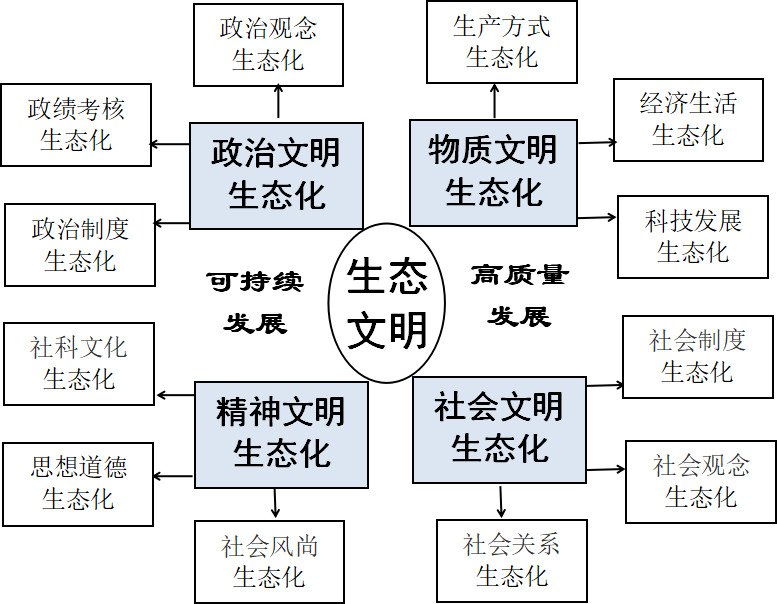 政治观念
生态化
生产方式
生态化
政绩考核
生态化
经济生活
生态化
政治文明
生态化
物质文明
生态化
政治制度
生态化
科技发展
生态化
可持续
发展
生态
文明
高质量
发展
社科文化
生态化
社会制度
生态化
精神文明
生态化
社会文明
生态化
思想道德
生态化
社会观念
生态化
社会风尚
生态化
社会关系
生态化